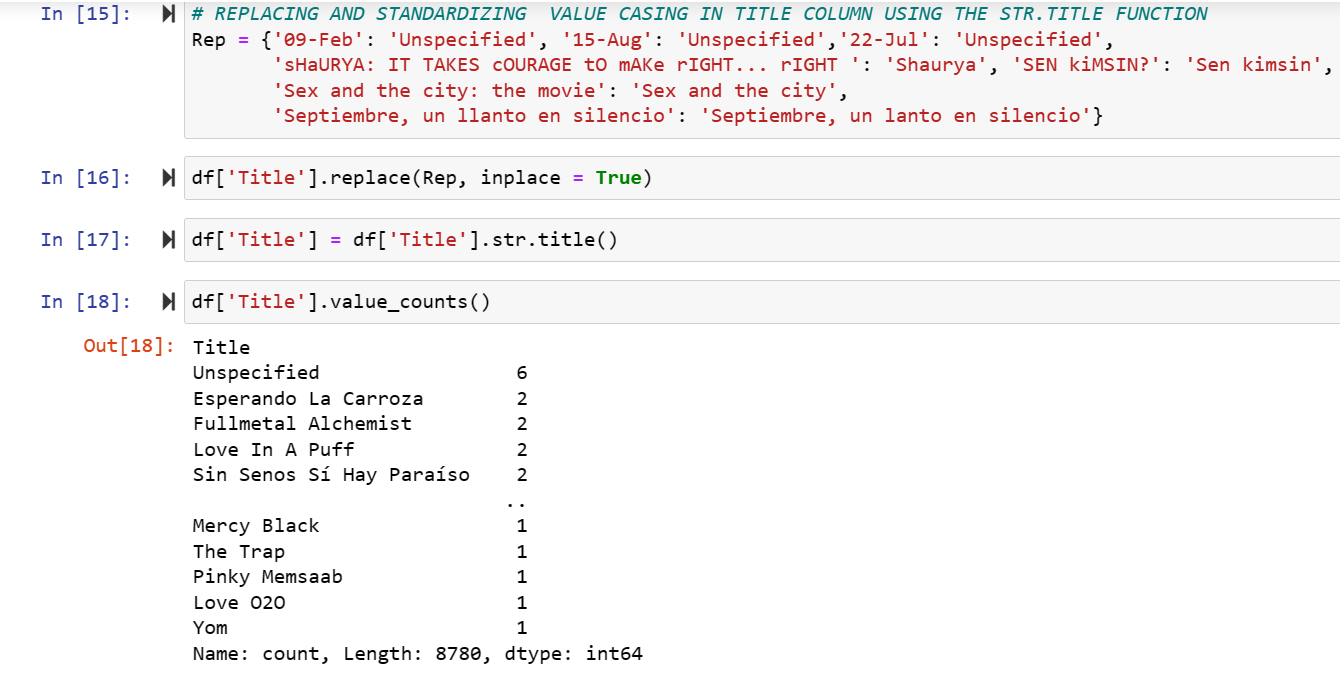 In [15]: # REPLACING AND STANDARDIZING  VALUE CASING IN TITLE COLUMN USING THE STR.TITLE FUNCTION
Rep = {'09-Feb': 'Unspecified', '15-Aug': 'Unspecified','22-Jul': 'Unspecified',
'sHaURYA: IT TAKES cOURAGE tO mAKe rIGHT... rIGHT ': 'Shaurya', 'SEN kiMSIN?': 'Sen kimsin',
'Sex and the city: the movie': 'Sex and the city',
'Septiembre, un llanto en silencio': 'Septiembre, un lanto en silencio'}
In [16]: df['Title'].replace(Rep, inplace = True)
In [17]: df['Title'] = df['Title'].str.title()
In [18]: df['Title'].value_counts()
Out[18]: Title
Unspecified 6
Esperando La Carroza 2
Fullmetal Alchemist 2
Love In A Puff 2
Sin Senos Sí Hay Paraíso 2
..
Mercy Black 1
The Trap 1
Pinky Memsaab 1
Love O2O 1
Yom 1
Name: count, Length: 8780, dtype: int64